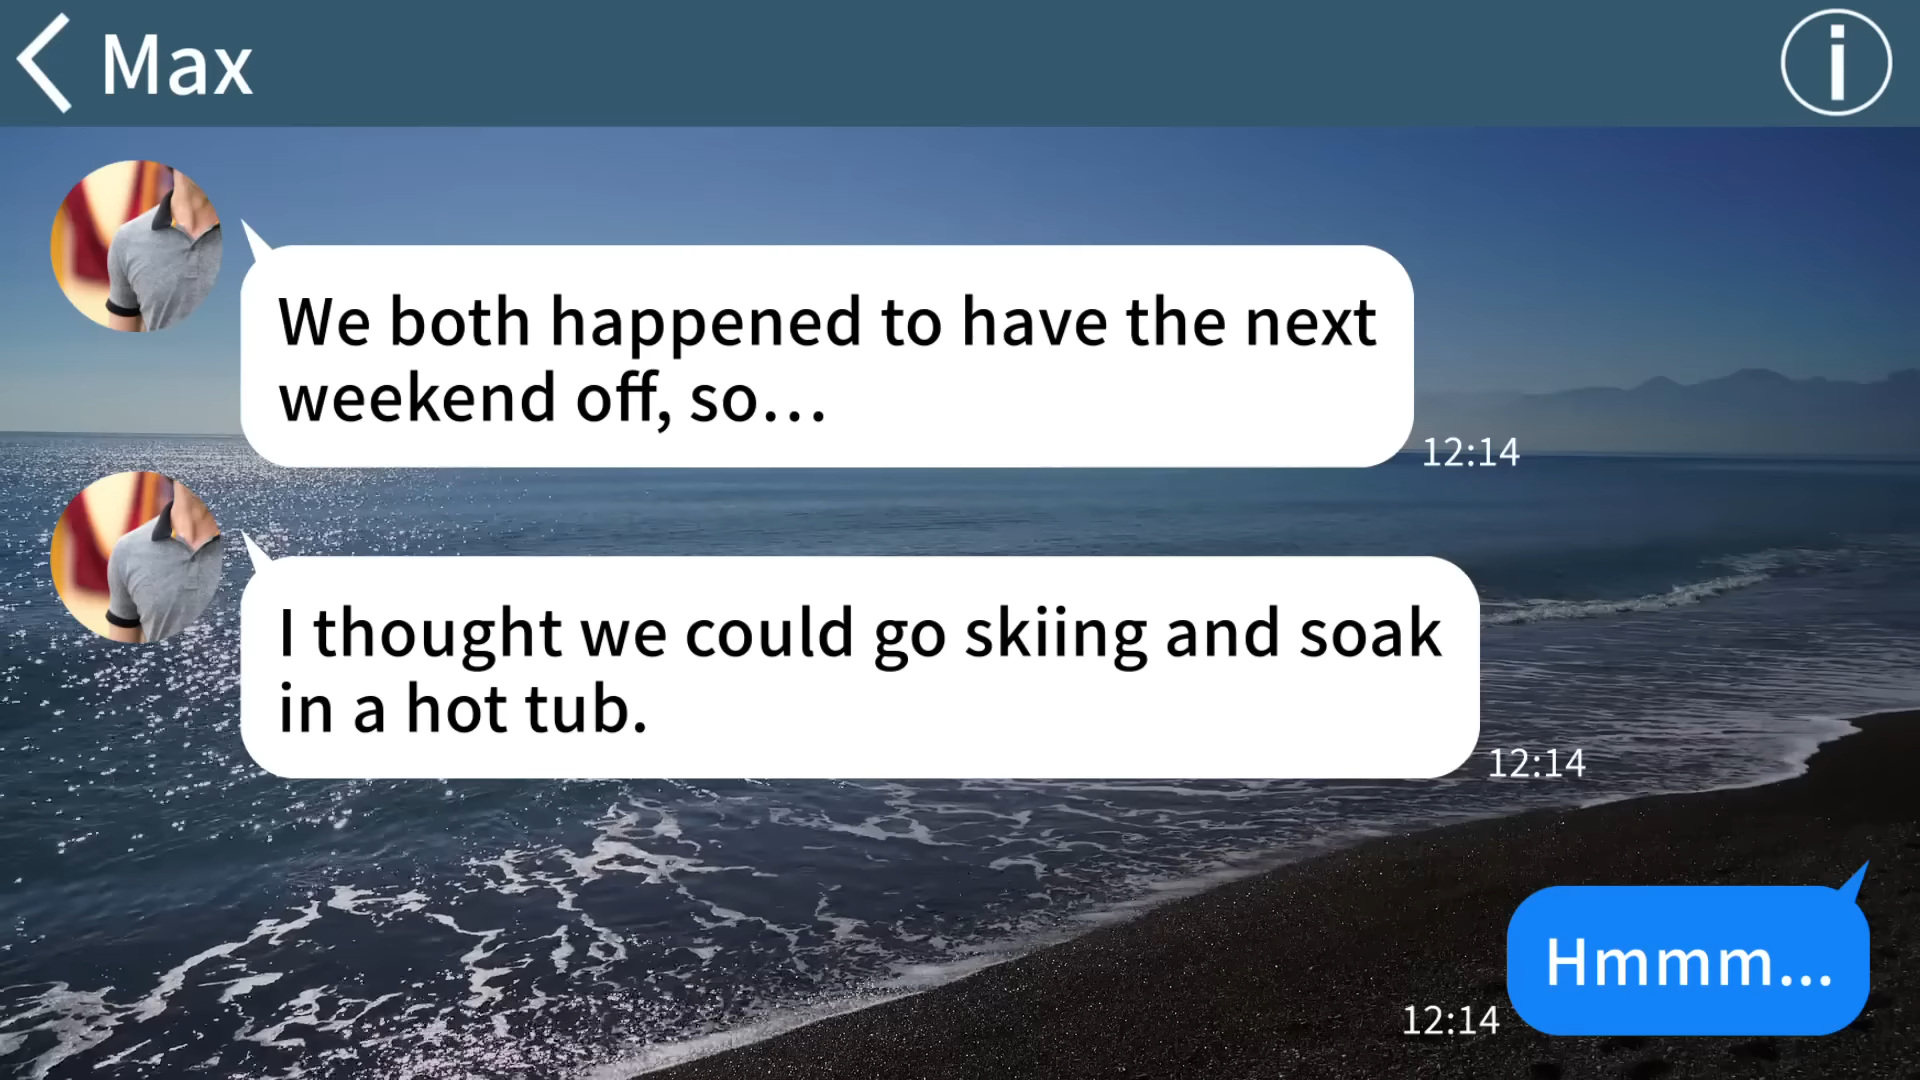 Max
We both happened to have the next
weekend off, so...
12:14
I thought we could go skiing and soak
in a hot tub.
12:14
Hmmm...
12:14